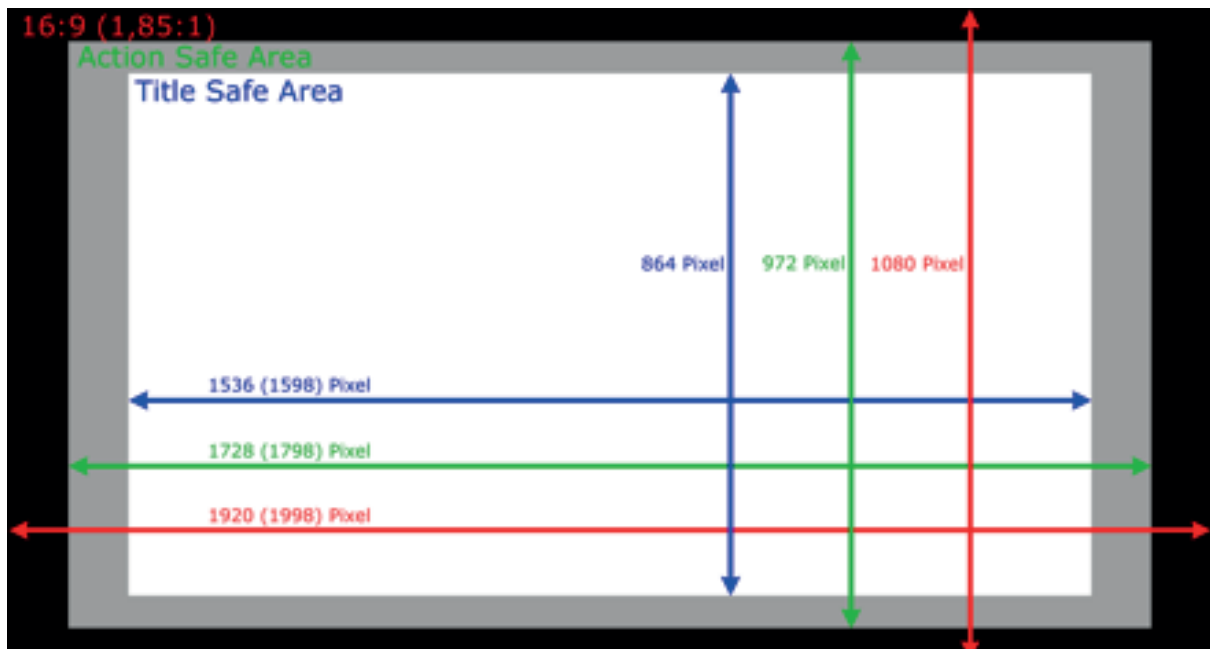 16:9 (1,85:1)
Action Safe Area
Title Safe Area
864 Pixel
972 Pixel
1080 Pixel
1536 (1598) Pixel
1728 (1798) Pixel
1920 (1998) Pixel